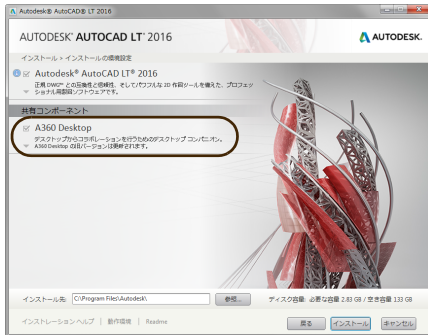 Autodesk® AutoCAD® LT 2016
AUTODESK® AUTOCAD LT® 2016
AUTODESK.
インストール > インストールの環境設定
Autodesk® AutoCAD LT® 2016
正規 DWG™ との互換性と信頼性、そしてパワフルな 2D 作図ツールを備えた、プロフェッ
ショナル用製図ソフトウェアです。
共有コンポーネント
A360 Desktop
デスクトップからコラボレーションを行うためのデスクトップ コンパニオン。
A360 Desktop の旧バージョンは更新されます。
インストール先: C:\Program Files\Autodesk\ 参照... ディスク容量: 必要な容量 2.83 GB / 空き容量 133 GB
インストレーション ヘルプ | 動作環境 | Readme 戻る インストール キャンセル